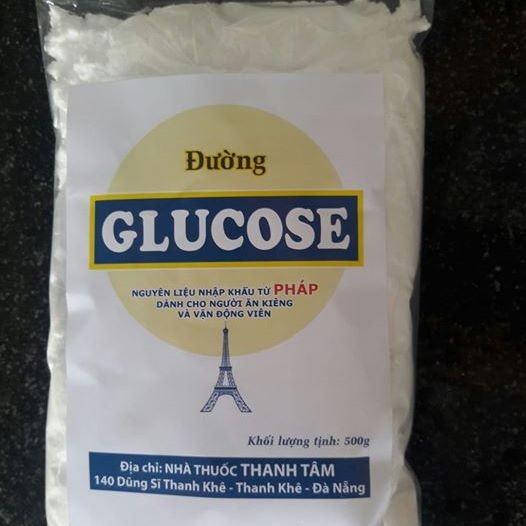 Đường
GLUCOSE
NGUYÊN LIỆU NHẬP KHẨU TỪ PHÁP
DÀNH CHO NGƯỜI ĂN KIÊNG
VÀ VẬN ĐỘNG VIÊN
Khối lượng tịnh: 500g
Địa chỉ: NHÀ THUỐC THANH TÂM
140 Dũng Sĩ Thanh Khê - Thanh Khê - Đà Nẵng